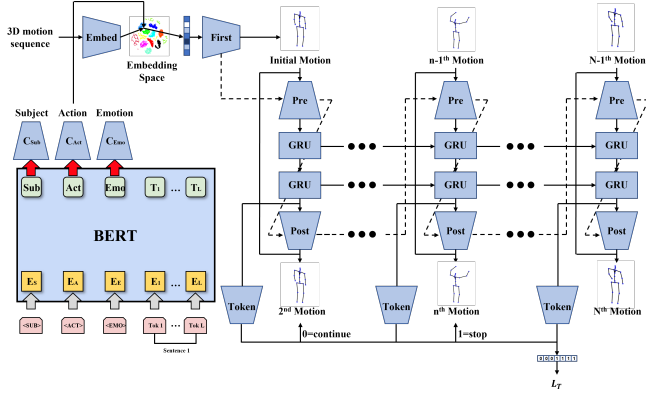 3D motion
sequence
Embed
Embedding
Space
First
Initial Motion
n-1th Motion
N-1th Motion
Subject
Action
Emotion
CSub
CAct
CEmo
Pre
Pre
Pre
GRU
GRU
GRU
GRU
GRU
GRU
Sub
Act
Emo
T1
...
TL
BERT
Post
Post
Post
ES
EA
EE
E1
...
EL
Token
Token
Token
<SUB>
<ACT>
<EMO>
Tok 1
...
Tok L
Sentence 1
2nd Motion
nth Motion
Nth Motion
0=continue
1=stop
0 0 0 1 1 1 1
LT